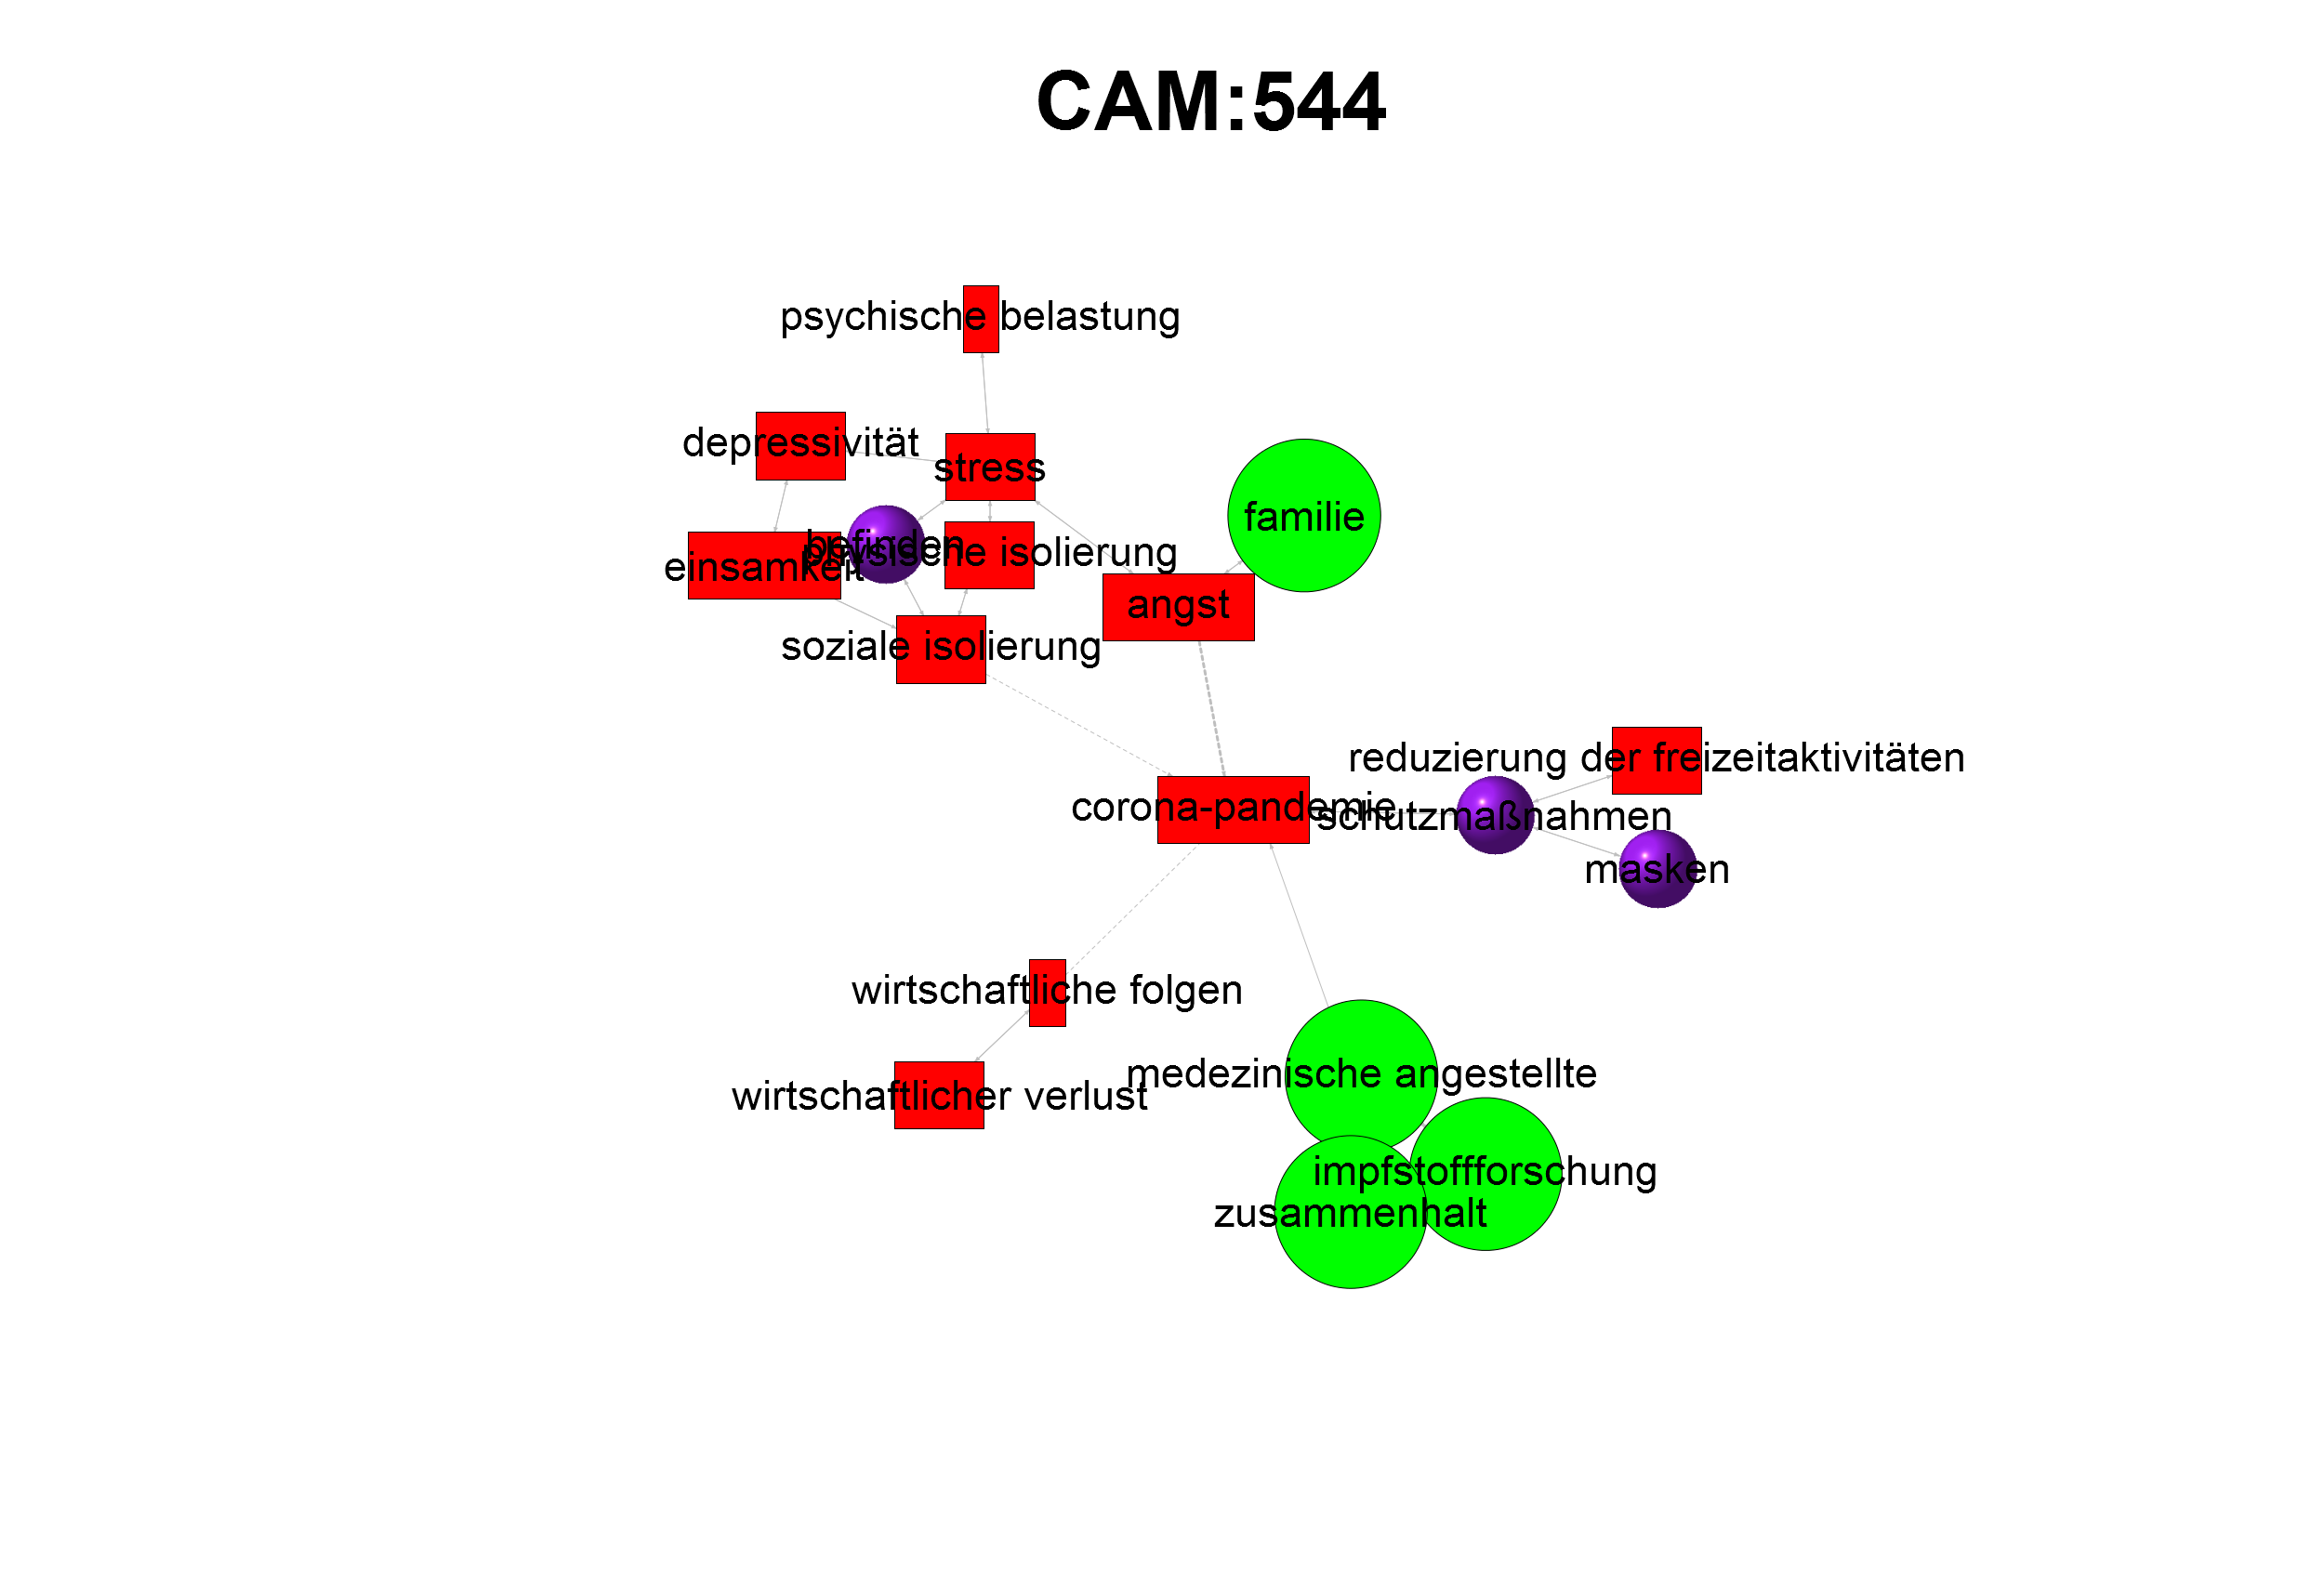 CAM:544
psychische belastung
depressivität
stress
familie
befinden
physische isolierung
einsamkeit
angst
soziale isolierung
reduzierung der freizeitaktivitäten
corona-pandemie
schutzmaßnahmen
masken
wirtschaftliche folgen
medezinische angestellte
wirtschaftlicher verlust
impfstoffforschung
zusammenhalt